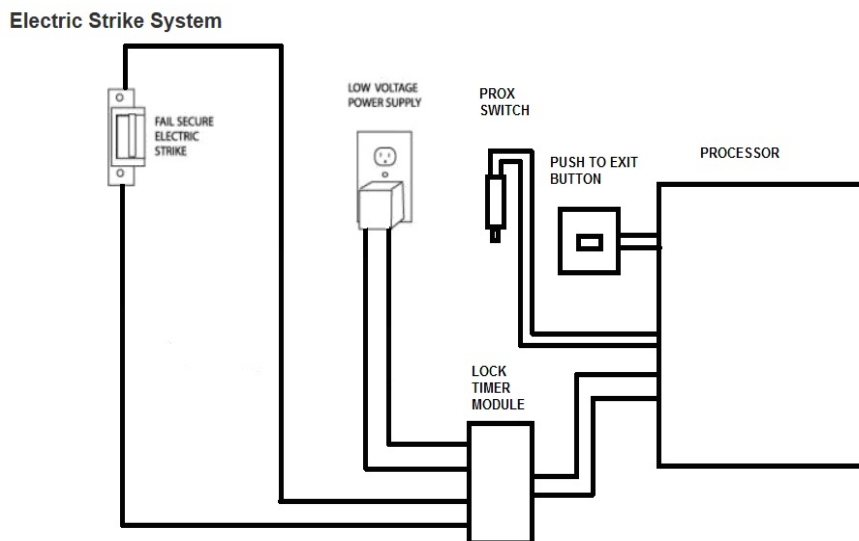 Electric Strike System
LOW VOLTAGE
POWER SUPPLY
PROX
SWITCH
FAIL SECURE
ELECTRIC
STRIKE
PUSH TO EXIT
BUTTON
PROCESSOR
LOCK
TIMER
MODULE